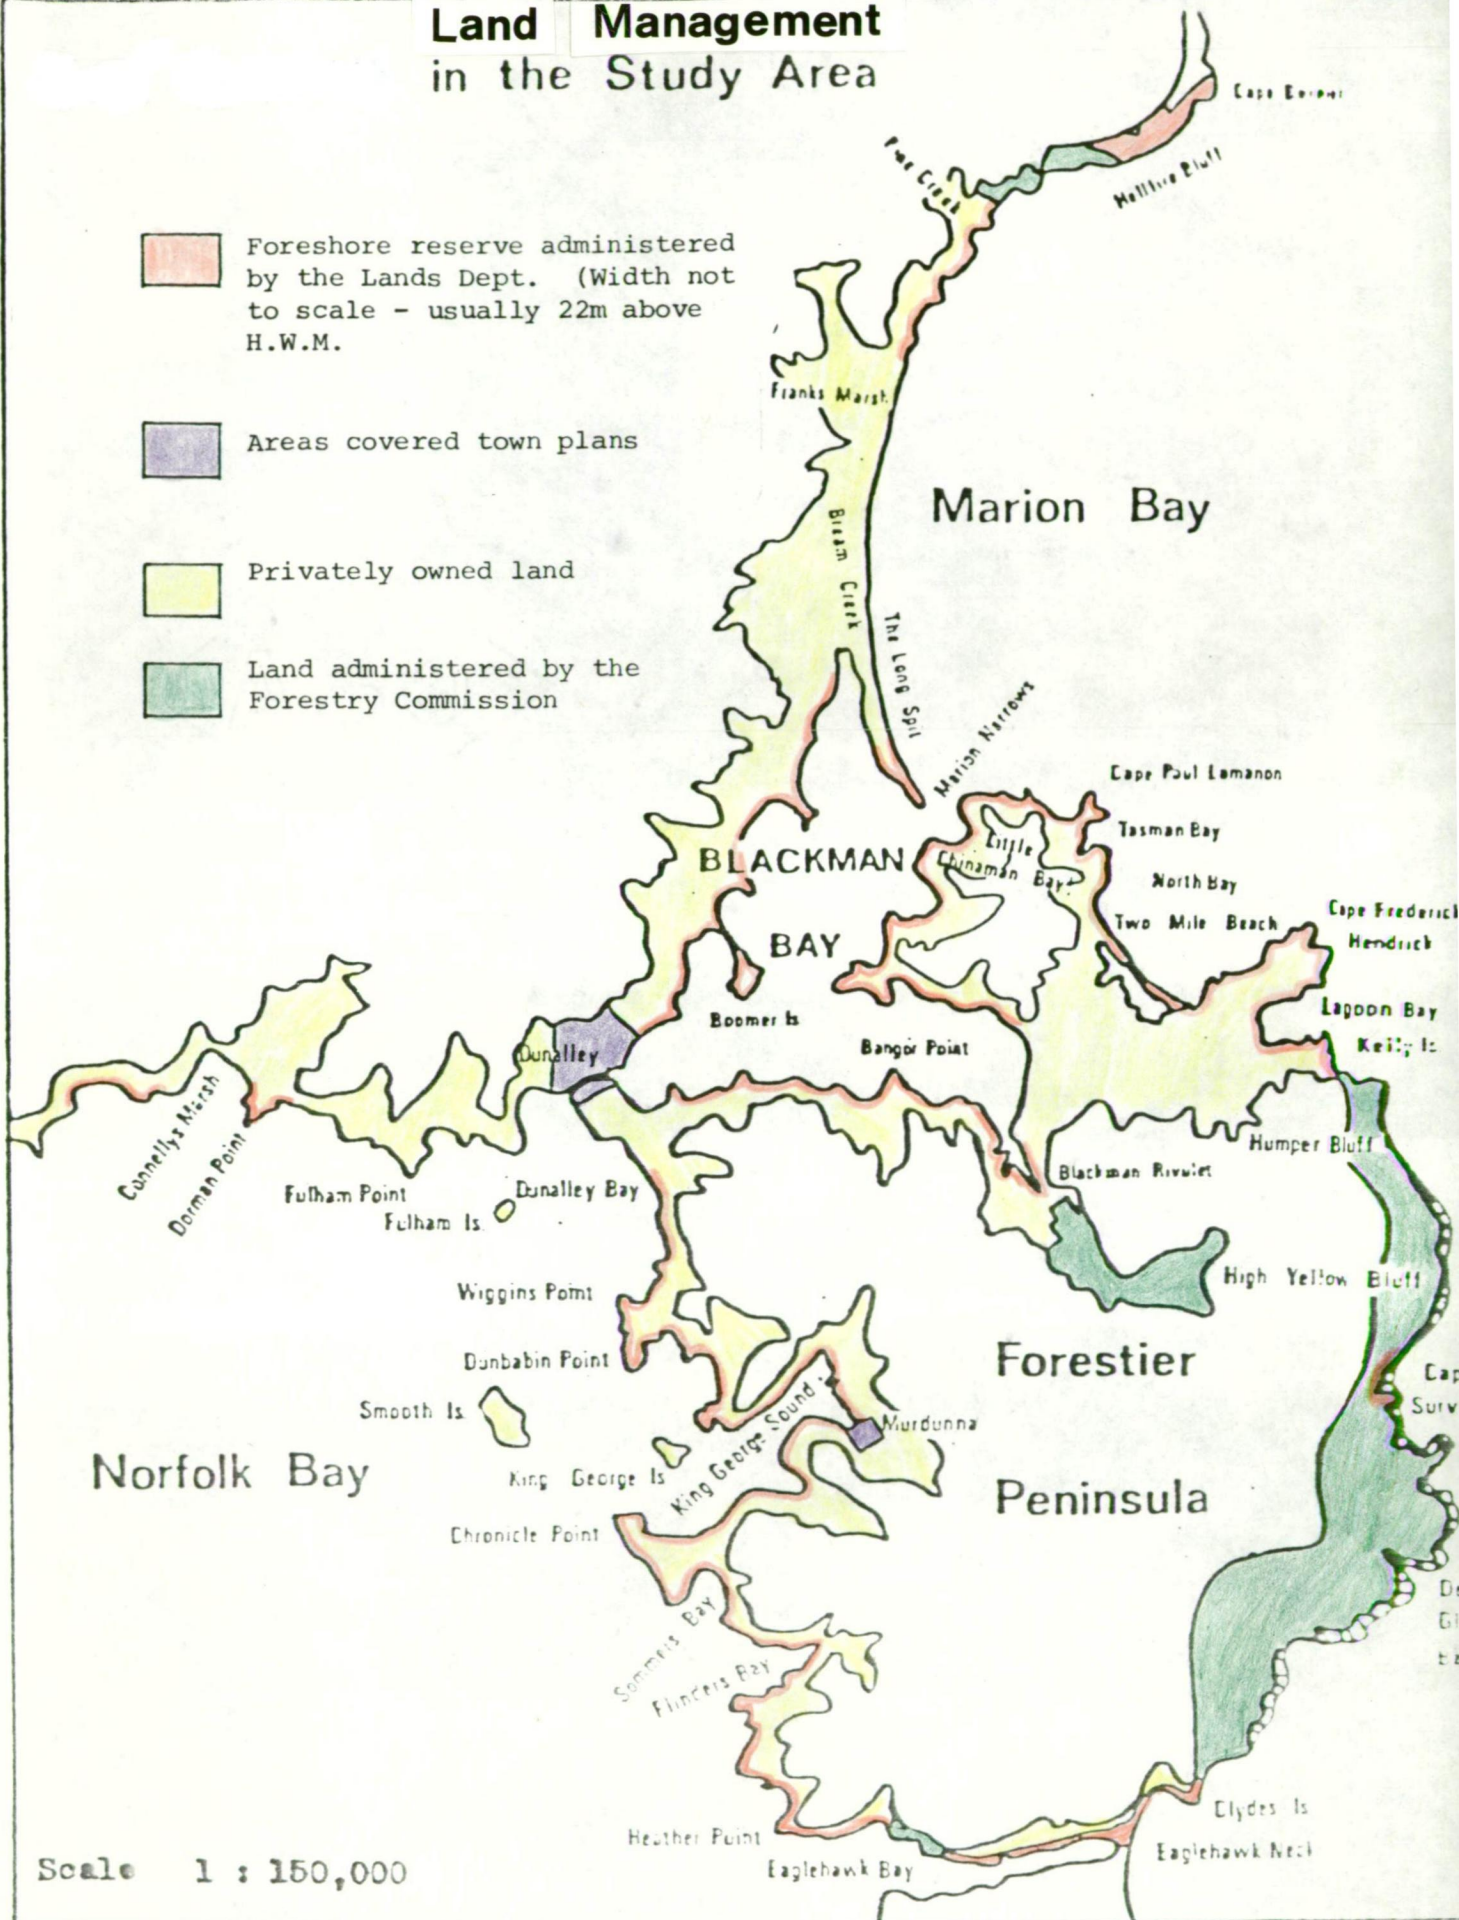 Land Management
in the Study Area
Hellfire Bluff
Foreshore reserve administered
by the Lands Dept. (Width not
to scale - usually 22m above
H.W.M.
Franks Marsh
Areas covered town plans
Marion Bay
Bream Creek
Privately owned land
The Long Spit
Land administered by the
Forestry Commission
Marion Narrows
Cape Paul Lamanon
Tasman Bay
Little
Chinaman Bay
BLACKMAN
North Bay
Two Mile Beach
Cape Frederick
Hendrick
BAY
Lagoon Bay
Boomer Is
Bangor Point
Kelly Is
Dunalley
Connellys Marsh
Dorman Point
Humper Bluff
Blackman Rivulet
Fulham Point
Dunalley Bay
Fulham Is.
High Yellow Bluff
Wiggins Point
Dunbabin Point
Forestier
Cap
Surv
Smooth Is.
Murdunna
Norfolk Bay
King George Is
King George Sound
Peninsula
Chronicle Point
Sommers Bay
Flinders Bay
Clydes Is
Heather Point
Eaglehawk Bay
Eaglehawk Neck
Scale 1 : 150,000